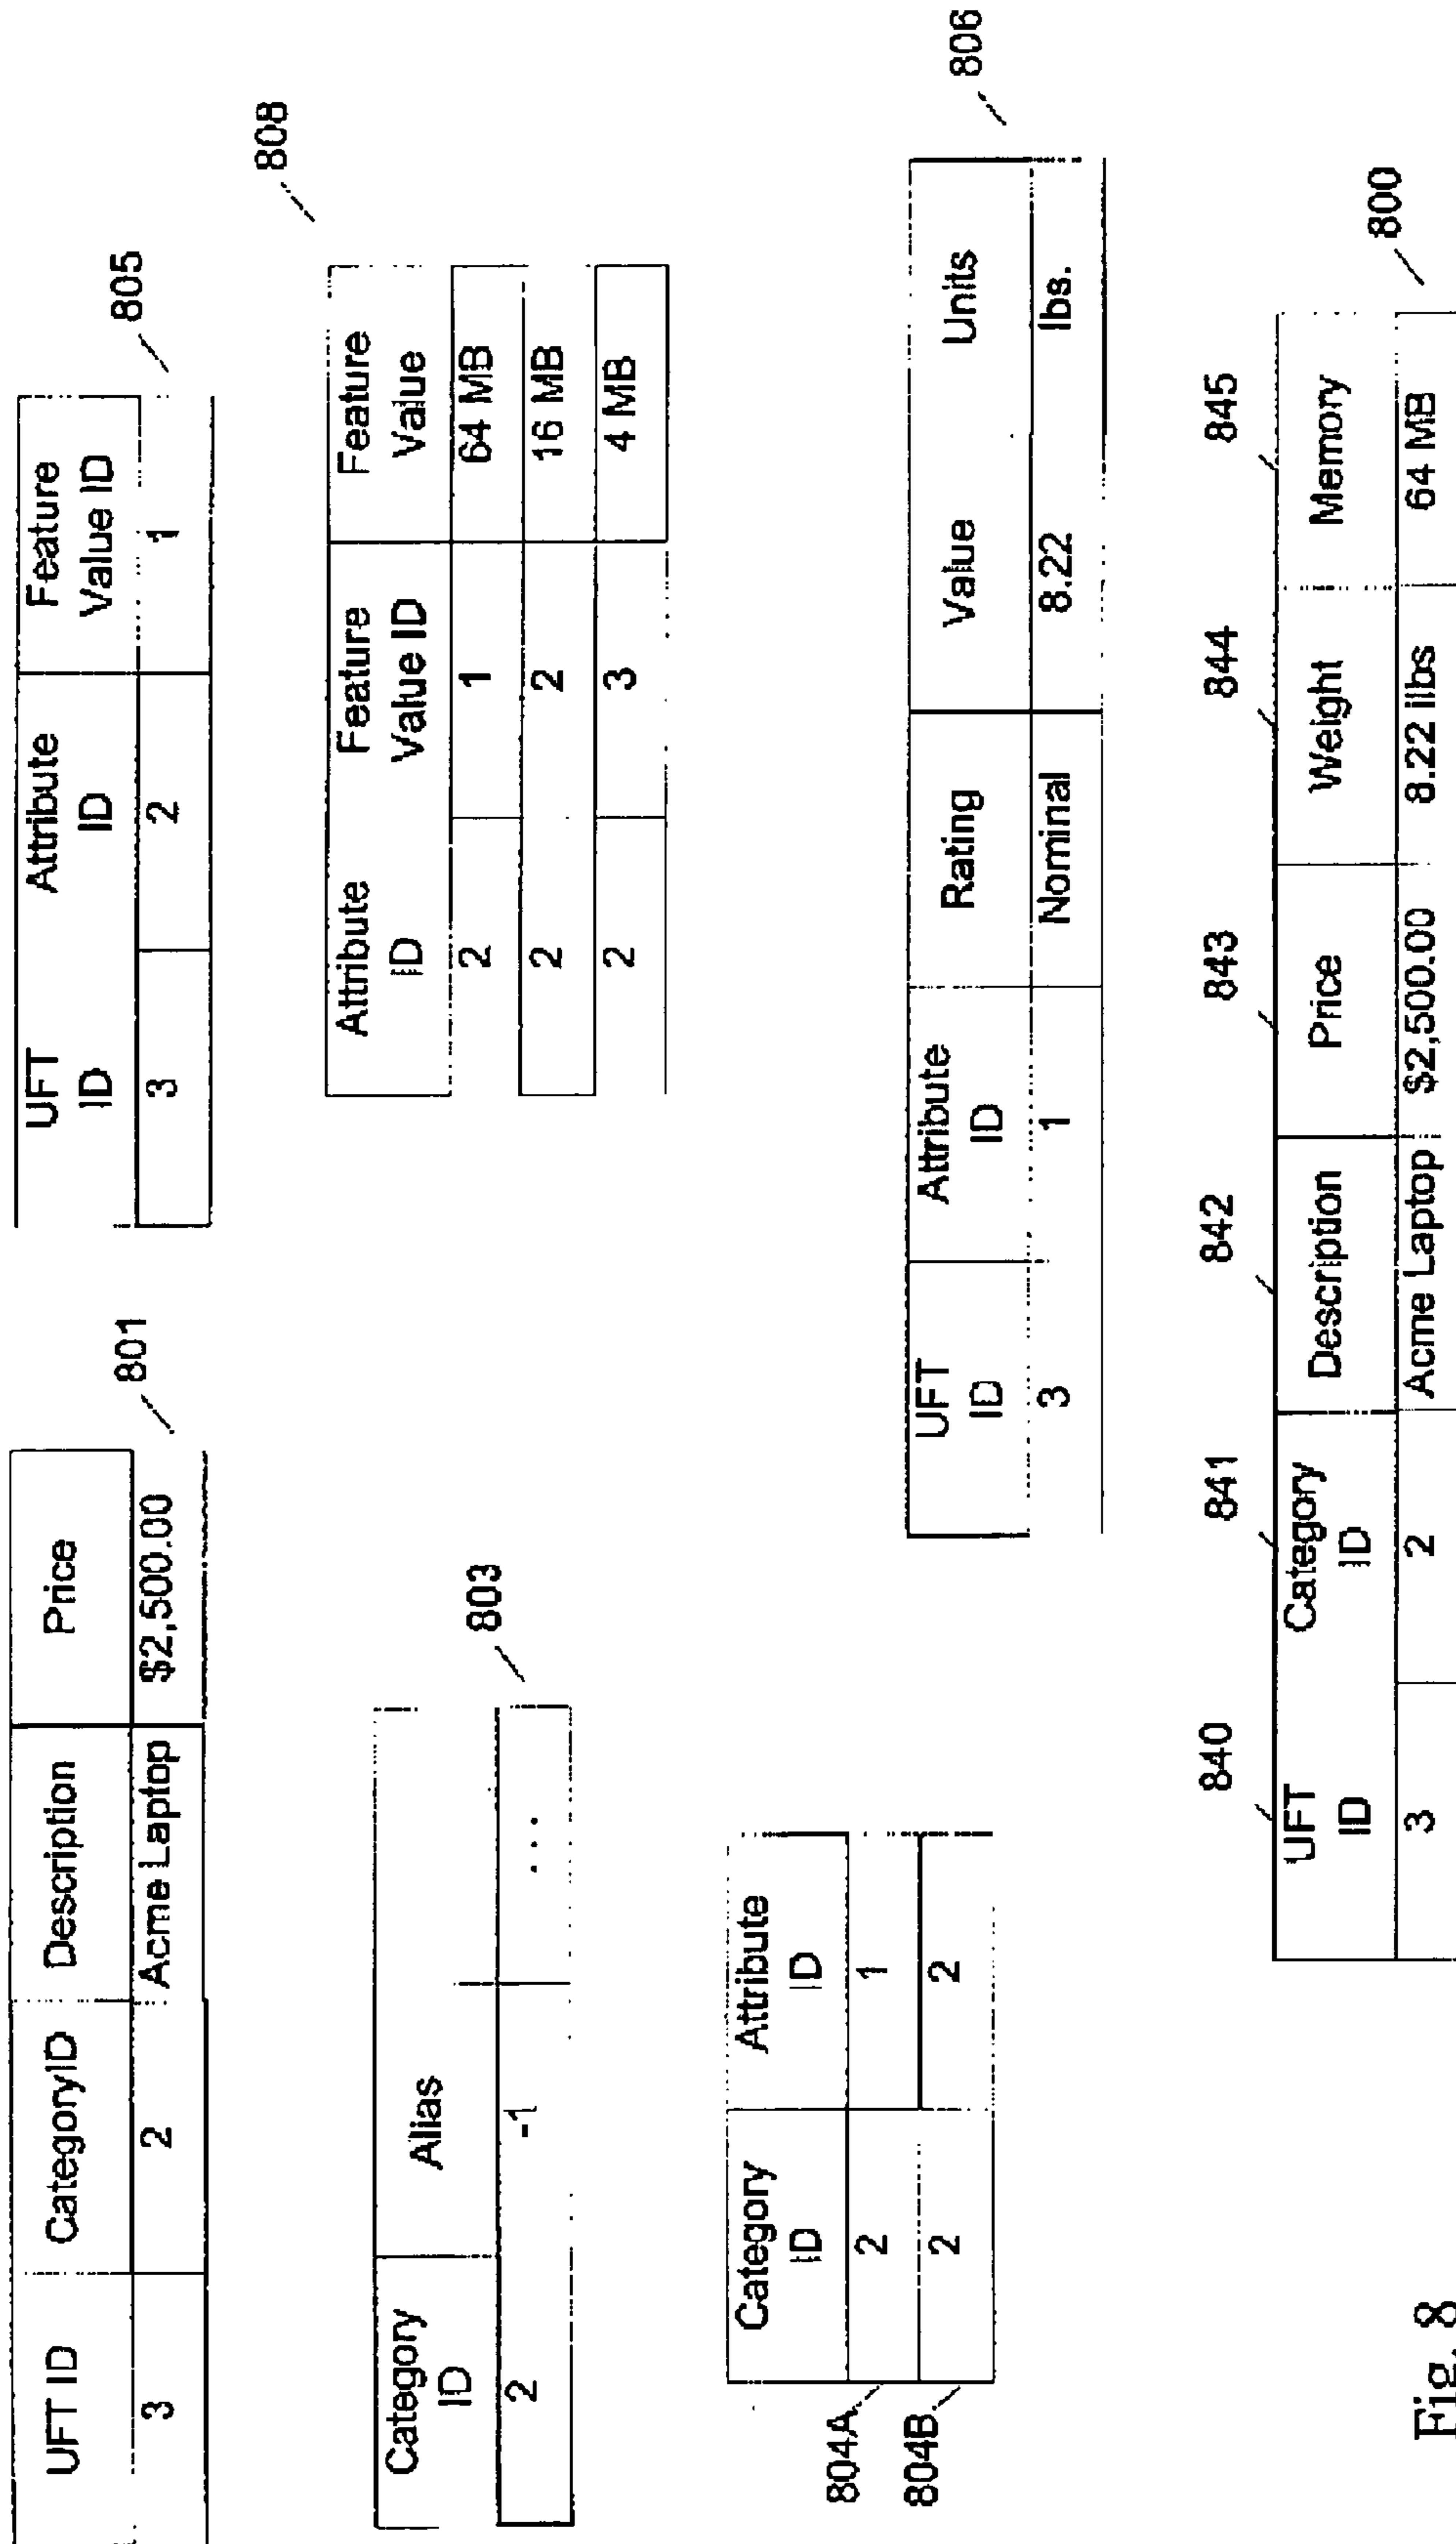 UFT ID CategoryID Description Price
3 2 Acme Laptop $2,500.00
801
UFT ID Attribute ID Feature Value ID
3 2 1
805
Category ID Alias
2 -1 ...
803
Attribute ID Feature Value ID Feature Value
2 1 64 MB
2 2 16 MB
2 3 4 MB
808
Category ID Attribute ID
804A 2 1
804B 2 2
UFT ID Attribute ID Rating Value Units
3 1 Nominal 8.22 lbs.
806
840 841 842 843 844 845
UFT ID Category ID Description Price Weight Memory
3 2 Acme Laptop $2,500.00 8.22 ilbs 64 MB
800
Fig. 8